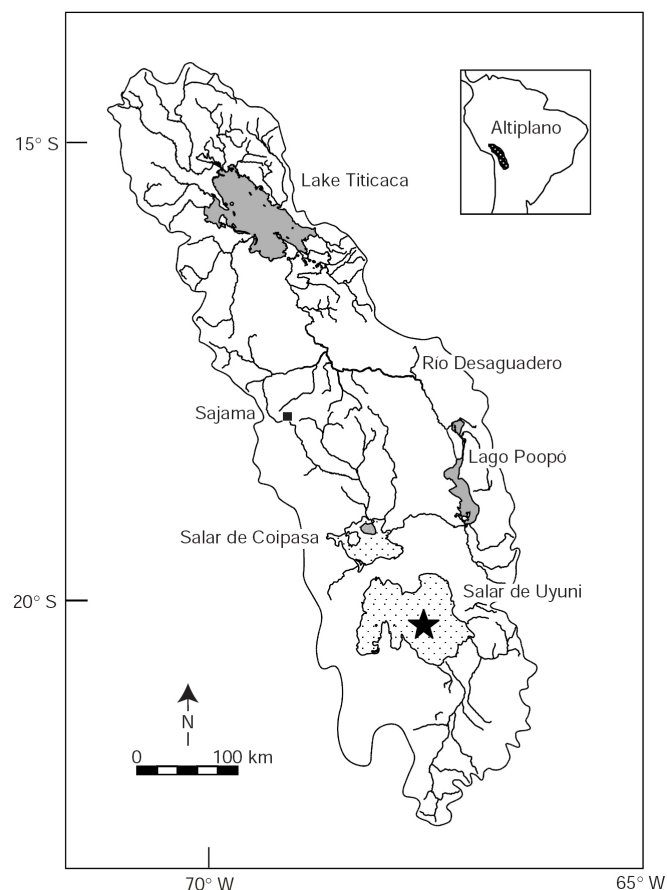 15° S
Altiplano
Lake Titicaca
Río Desaguadero
Sajama
Lago Poopó
Salar de Coipasa
Salar de Uyuni
20° S
N
0 100 km
70° W
65° W